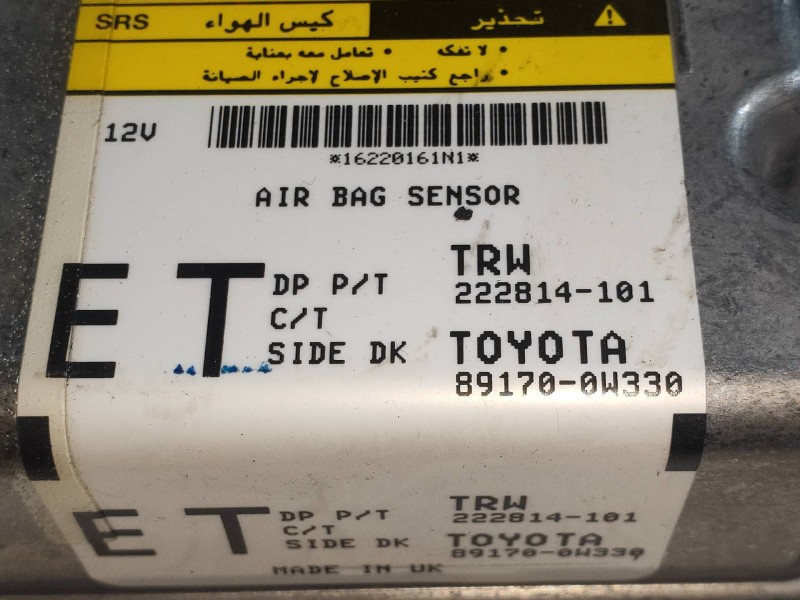 SRS كيس الهواء تحذير
• لا تفكه • تعامل معه بعناية
• راجع كتيب الإصلاح لإجراء الصيانة
12V
*16220161N1*
AIR BAG SENSOR
ET
DP P/T TRW
C/T 222814-101
SIDE DK TOYOTA
89170-0W330
ET
DP P/T TRW
C/T 222814-101
SIDE DK TOYOTA
89170-0W330
MADE IN UK